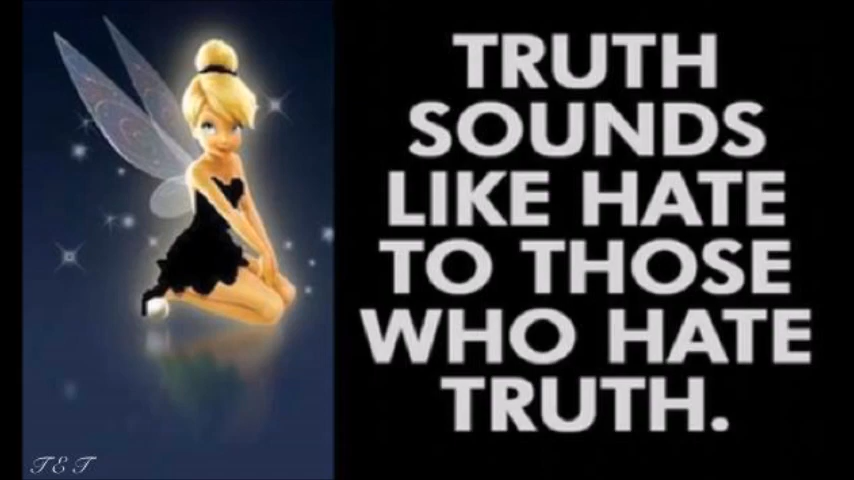 TRUTH
SOUNDS
LIKE HATE
TO THOSE
WHO HATE
TRUTH.
T&T